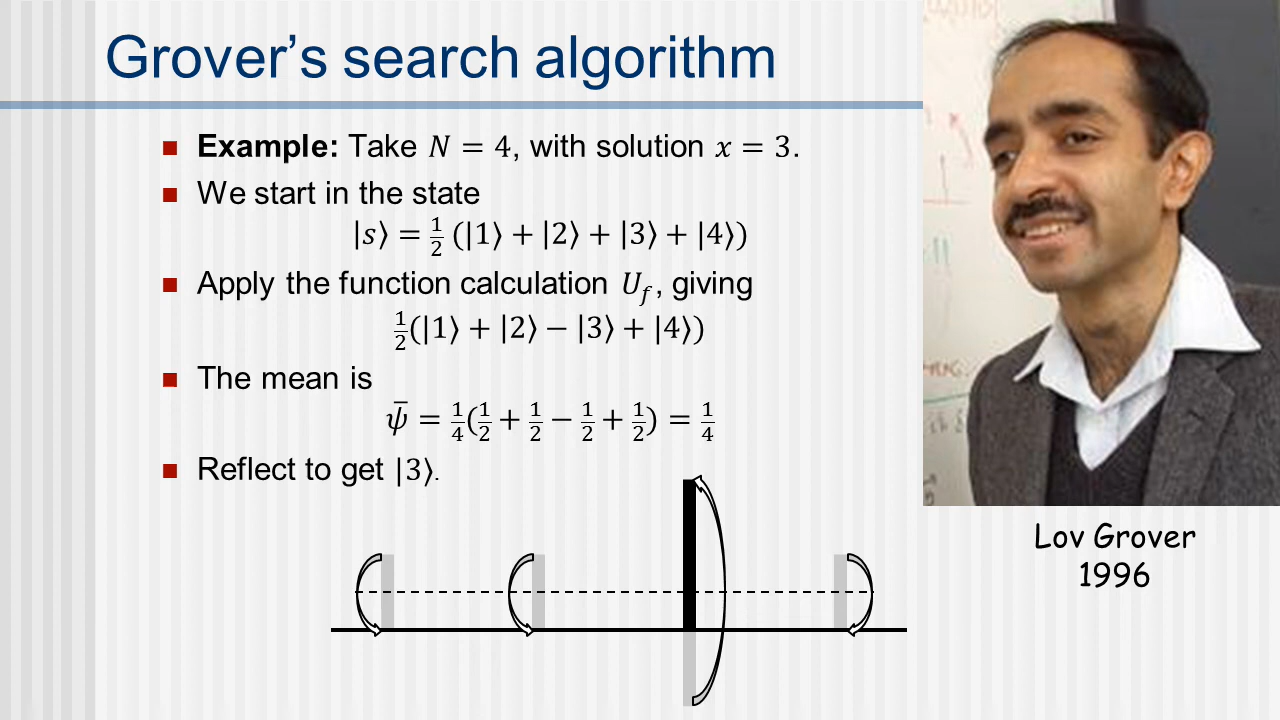 Grover's search algorithm
Example: Take 𝑁 = 4, with solution 𝑥 = 3.
We start in the state
|𝑠⟩ = 1/2 (|1⟩ + |2⟩ + |3⟩ + |4⟩)
Apply the function calculation 𝑈𝑓, giving
1/2(|1⟩ + |2⟩ − |3⟩ + |4⟩)
The mean is
𝜓̄ = 1/4(1/2 + 1/2 − 1/2 + 1/2) = 1/4
Reflect to get |3⟩.
Lov Grover
1996